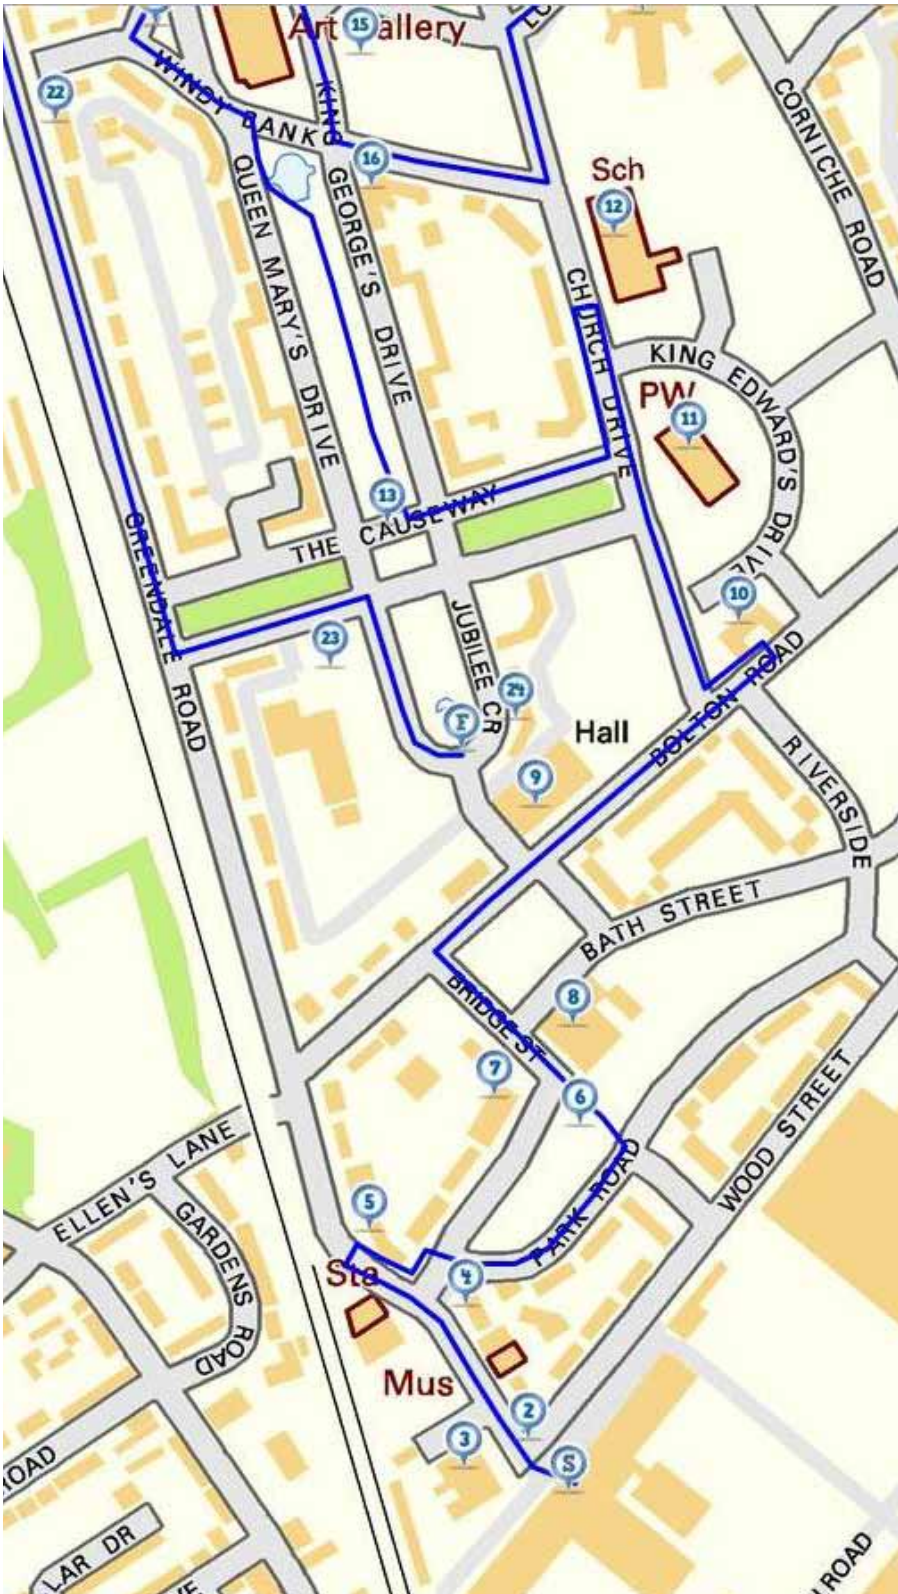 15
Art Gallery
LO
22
WINDY BANK
KING GEORGE'S DRIVE
CORNICHE ROAD
16
Sch
12
QUEEN MARY'S DRIVE
CHURCH DRIVE
KING EDWARD'S DRIVE
PW
11
13
THE CAUSEWAY
GREENDALE ROAD
10
23
JUBILEE CR
24
F
Hall
BOLTON ROAD
9
RIVERSIDE
BATH STREET
BRIDGE ST
8
7
6
WOOD STREET
ELLEN'S LANE
PARK ROAD
5
GARDENS ROAD
Sta
4
Mus
2
3
S
ROAD
LAR DR
VE
ROAD